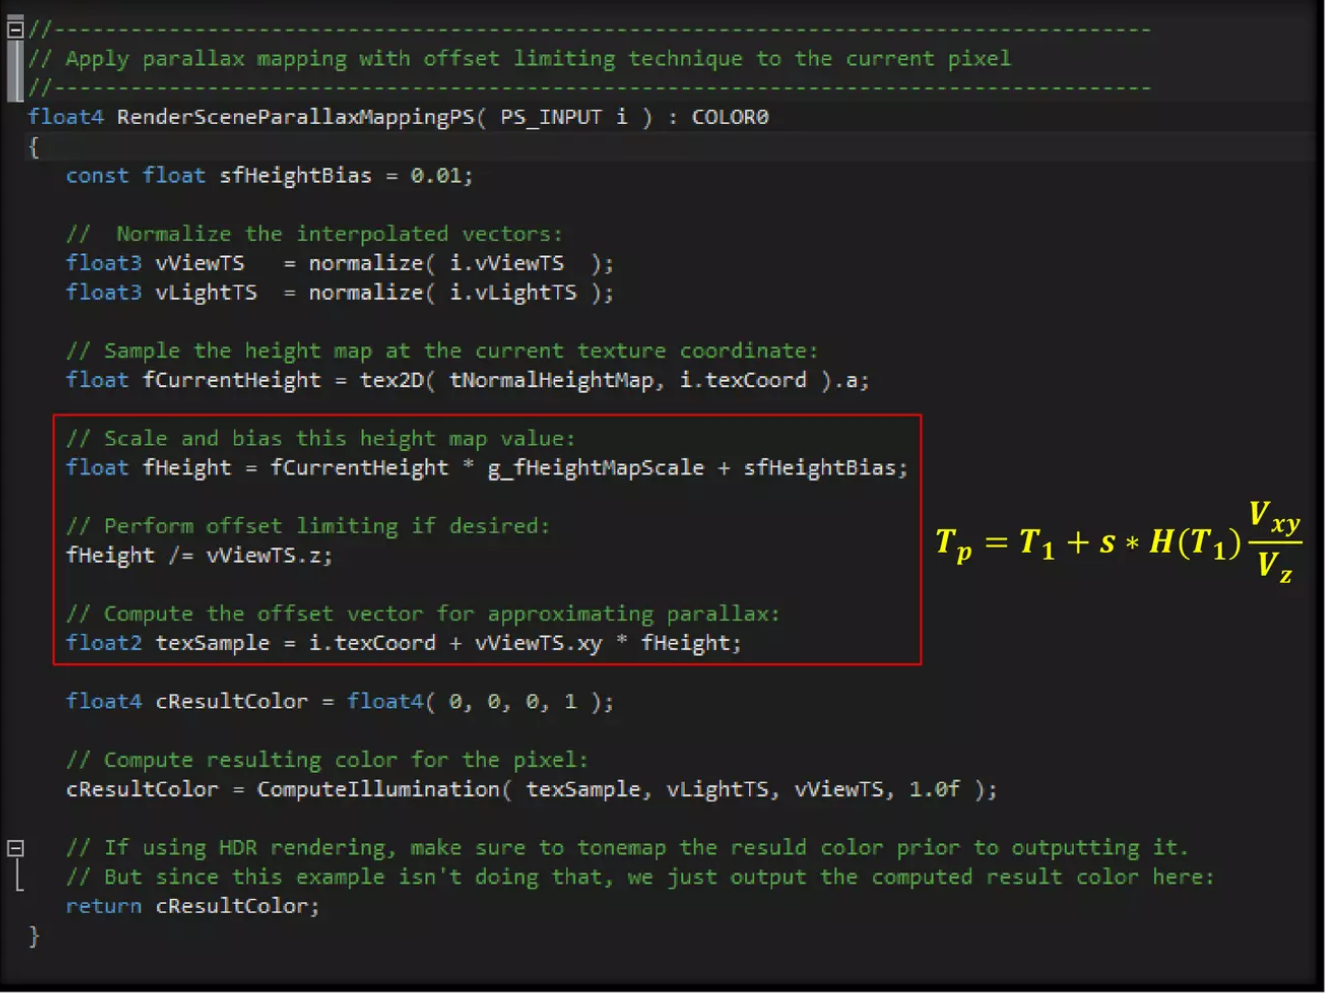 //--------------------------------------------------------------------------------------
// Apply parallax mapping with offset limiting technique to the current pixel
//--------------------------------------------------------------------------------------
float4 RenderSceneParallaxMappingPS( PS_INPUT i ) : COLOR0
{
const float sfHeightBias = 0.01;
//  Normalize the interpolated vectors:
float3 vViewTS   = normalize( i.vViewTS  );
float3 vLightTS  = normalize( i.vLightTS );
// Sample the height map at the current texture coordinate:
float fCurrentHeight = tex2D( tNormalHeightMap, i.texCoord ).a;
// Scale and bias this height map value:
float fHeight = fCurrentHeight * g_fHeightMapScale + sfHeightBias;
// Perform offset limiting if desired:
fHeight /= vViewTS.z;
// Compute the offset vector for approximating parallax:
float2 texSample = i.texCoord + vViewTS.xy * fHeight;
T_p = T_1 + s * H(T_1) V_xy / V_z
float4 cResultColor = float4( 0, 0, 0, 1 );
// Compute resulting color for the pixel:
cResultColor = ComputeIllumination( texSample, vLightTS, vViewTS, 1.0f );
// If using HDR rendering, make sure to tonemap the resuld color prior to outputting it.
// But since this example isn't doing that, we just output the computed result color here:
return cResultColor;
}